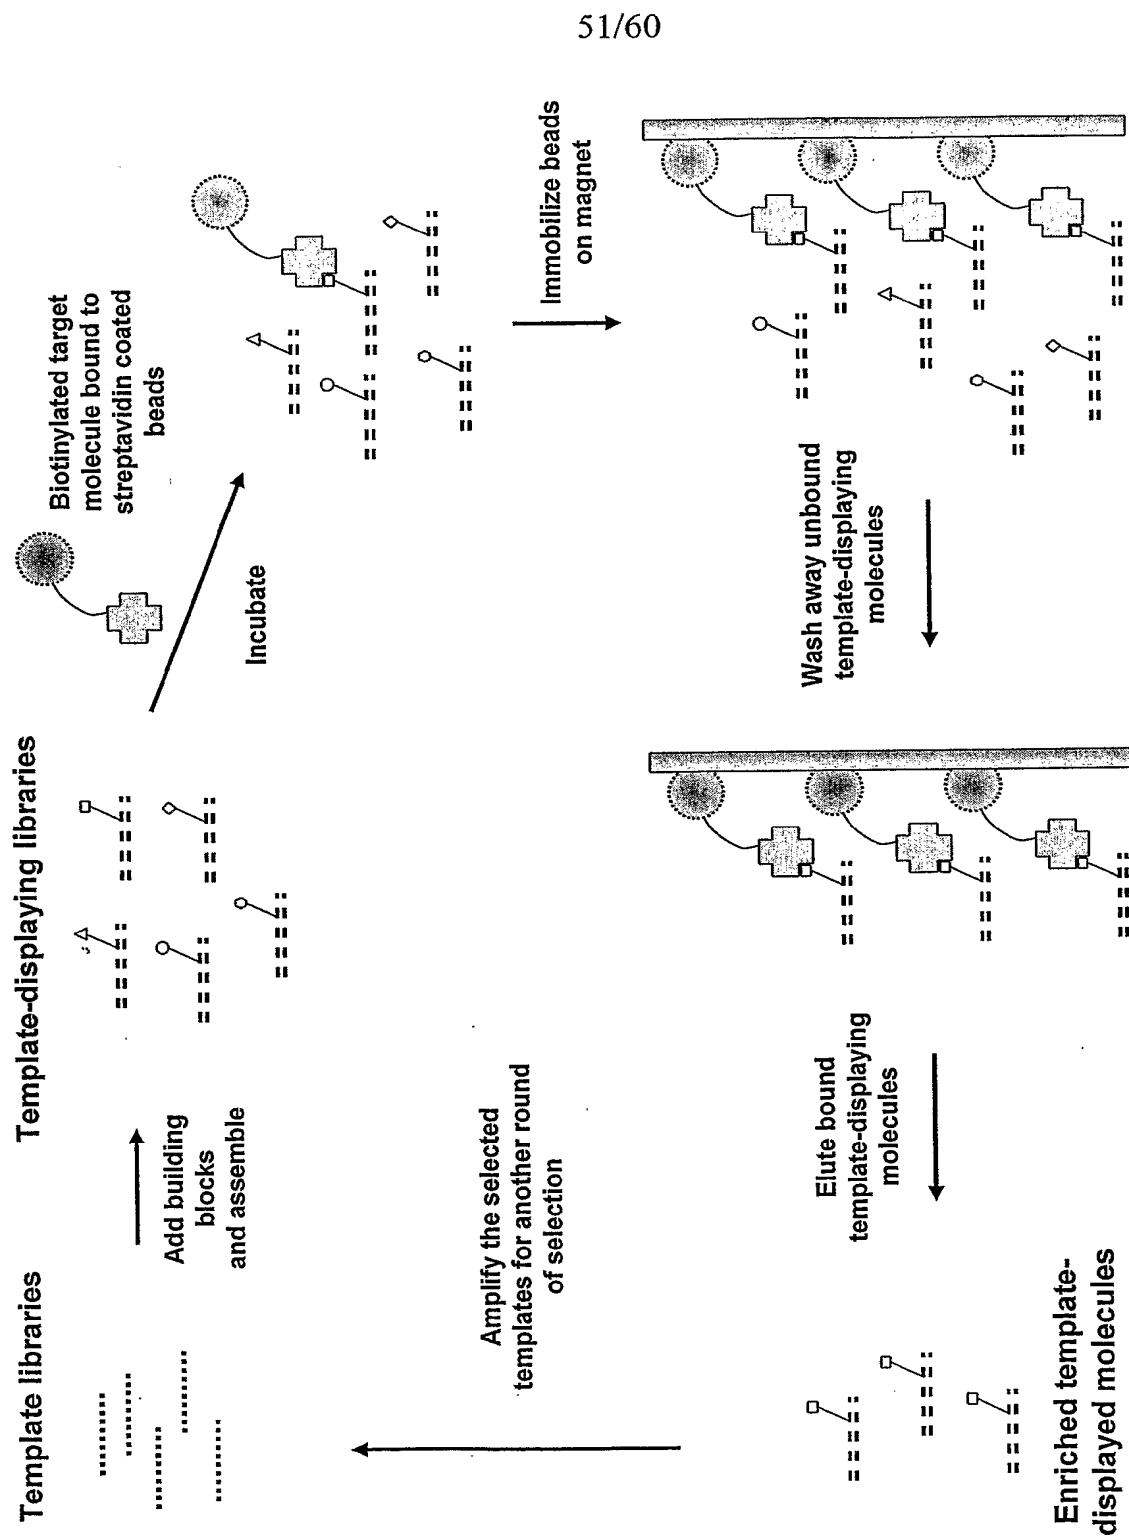 51/60
Template libraries
Add building
blocks
and assemble
Template-displaying libraries
Incubate
Biotinylated target
molecule bound to
streptavidin coated
beads
Immobilize beads
on magnet
Wash away unbound
template-displaying
molecules
Elute bound
template-displaying
molecules
Enriched template-
displayed molecules
Amplify the selected
templates for another round
of selection